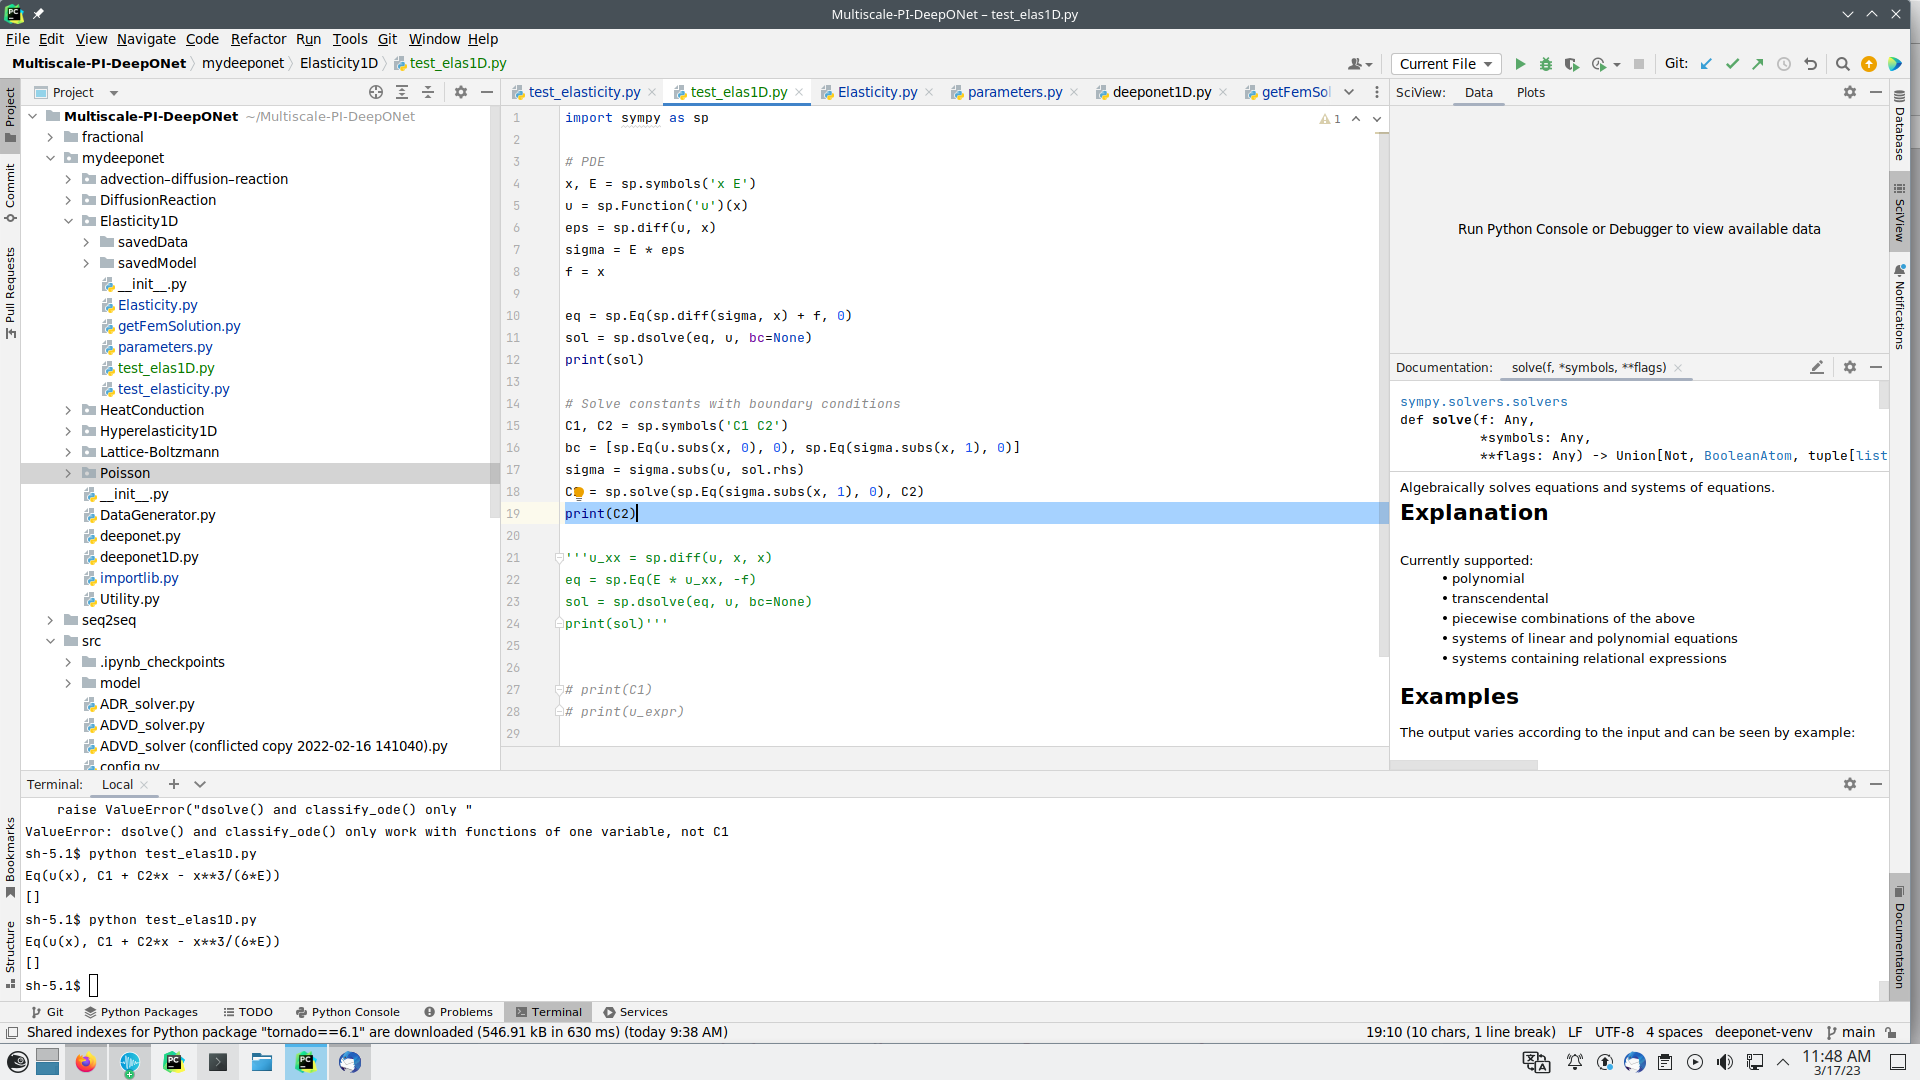 Multiscale-PI-DeepONet – test_elas1D.py
File Edit View Navigate Code Refactor Run Tools Git Window Help
Multiscale-PI-DeepONet mydeeponet Elasticity1D test_elas1D.py
Current File Git:
Project
Commit
Pull Requests
Bookmarks
Structure
Project
Multiscale-PI-DeepONet ~/Multiscale-PI-DeepONet
fractional
mydeeponet
advection-diffusion-reaction
DiffusionReaction
Elasticity1D
savedData
savedModel
__init__.py
Elasticity.py
getFemSolution.py
parameters.py
test_elas1D.py
test_elasticity.py
HeatConduction
Hyperelasticity1D
Lattice-Boltzmann
Poisson
__init__.py
DataGenerator.py
deeponet.py
deeponet1D.py
importlib.py
Utility.py
seq2seq
src
.ipynb_checkpoints
model
ADR_solver.py
ADVD_solver.py
ADVD_solver (conflicted copy 2022-02-16 141040).py
config.py
test_elasticity.py test_elas1D.py Elasticity.py parameters.py deeponet1D.py getFemSo
1 import sympy as sp
1
2
3 # PDE
4 x, E = sp.symbols('x E')
5 u = sp.Function('u')(x)
6 eps = sp.diff(u, x)
7 sigma = E * eps
8 f = x
9
10 eq = sp.Eq(sp.diff(sigma, x) + f, 0)
11 sol = sp.dsolve(eq, u, bc=None)
12 print(sol)
13
14 # Solve constants with boundary conditions
15 C1, C2 = sp.symbols('C1 C2')
16 bc = [sp.Eq(u.subs(x, 0), 0), sp.Eq(sigma.subs(x, 1), 0)]
17 sigma = sigma.subs(u, sol.rhs)
18 C = sp.solve(sp.Eq(sigma.subs(x, 1), 0), C2)
19 print(C2)
20
21 '''u_xx = sp.diff(u, x, x)
22 eq = sp.Eq(E * u_xx, -f)
23 sol = sp.dsolve(eq, u, bc=None)
24 print(sol)'''
25
26
27 # print(C1)
28 # print(u_expr)
29
SciView: Data Plots
Run Python Console or Debugger to view available data
Documentation: solve(f, *symbols, **flags)
sympy.solvers.solvers
def solve(f: Any,
*symbols: Any,
**flags: Any) -> Union[Not, BooleanAtom, tuple[list
Algebraically solves equations and systems of equations.
Explanation
Currently supported:
• polynomial
• transcendental
• piecewise combinations of the above
• systems of linear and polynomial equations
• systems containing relational expressions
Examples
The output varies according to the input and can be seen by example:
Database
SciView
Notifications
Documentation
Terminal: Local
raise ValueError("dsolve() and classify_ode() only "
ValueError: dsolve() and classify_ode() only work with functions of one variable, not C1
sh-5.1$ python test_elas1D.py
Eq(u(x), C1 + C2*x - x**3/(6*E))
[]
sh-5.1$ python test_elas1D.py
Eq(u(x), C1 + C2*x - x**3/(6*E))
[]
sh-5.1$
Git Python Packages TODO Python Console Problems Terminal Services
Shared indexes for Python package "tornado==6.1" are downloaded (546.91 kB in 630 ms) (today 9:38 AM) 19:10 (10 chars, 1 line break) LF UTF-8 4 spaces deeponet-venv main
11:48 AM
3/17/23